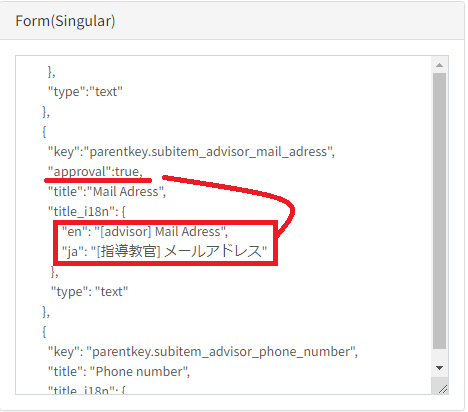 Form(Singular)
},
"type":"text"
},
{
"key":"parentkey.subitem_advisor_mail_adress",
"approval":true,
"title":"Mail Adress",
"title_i18n": {
"en": "[advisor] Mail Adress",
"ja": "[指導教官] メールアドレス"
},
"type": "text"
},
{
"key": "parentkey.subitem_advisor_phone_number",
"title": "Phone number",
"title_i18n": {